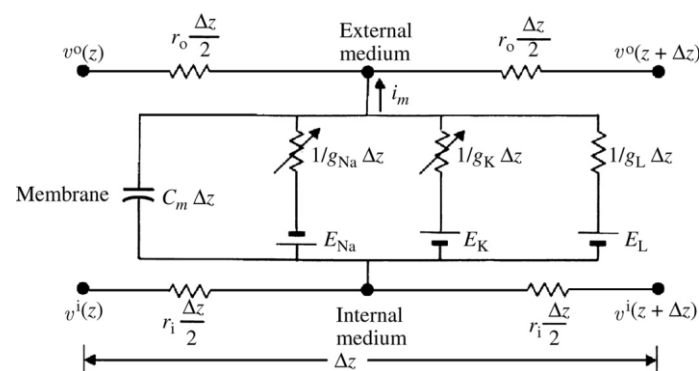 r_o Δz/2
External medium
r_o Δz/2
v^o(z)
v^o(z + Δz)
i_m
1/g_Na Δz
1/g_K Δz
1/g_L Δz
Membrane
C_m Δz
E_Na
E_K
E_L
v^i(z)
r_i Δz/2
Internal medium
r_i Δz/2
v^i(z + Δz)
Δz